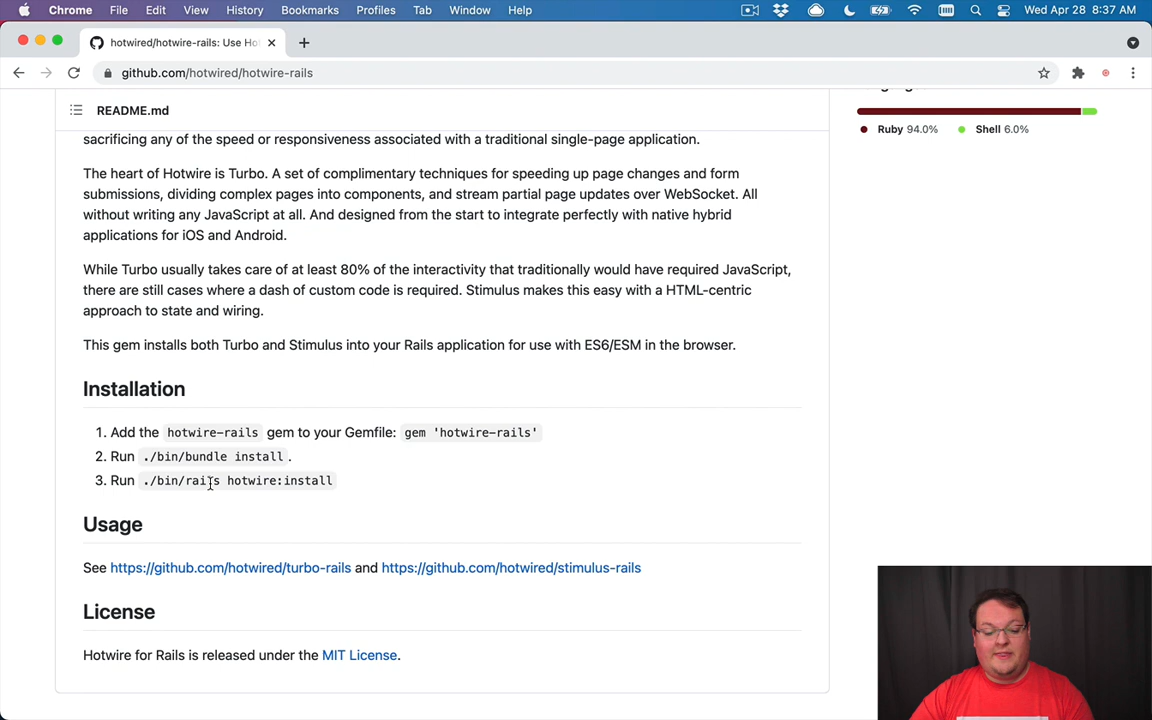 Chrome File Edit View History Bookmarks Profiles Tab Window Help Wed Apr 28 8:37 AM
hotwired/hotwire-rails: Use Ho
github.com/hotwired/hotwire-rails
README.md
sacrificing any of the speed or responsiveness associated with a traditional single-page application.
Ruby 94.0% Shell 6.0%
The heart of Hotwire is Turbo. A set of complimentary techniques for speeding up page changes and form
submissions, dividing complex pages into components, and stream partial page updates over WebSocket. All
without writing any JavaScript at all. And designed from the start to integrate perfectly with native hybrid
applications for iOS and Android.
While Turbo usually takes care of at least 80% of the interactivity that traditionally would have required JavaScript,
there are still cases where a dash of custom code is required. Stimulus makes this easy with a HTML-centric
approach to state and wiring.
This gem installs both Turbo and Stimulus into your Rails application for use with ES6/ESM in the browser.
Installation
1. Add the hotwire-rails gem to your Gemfile: gem 'hotwire-rails'
2. Run ./bin/bundle install.
3. Run ./bin/rails hotwire:install
Usage
See https://github.com/hotwired/turbo-rails and https://github.com/hotwired/stimulus-rails
License
Hotwire for Rails is released under the MIT License.